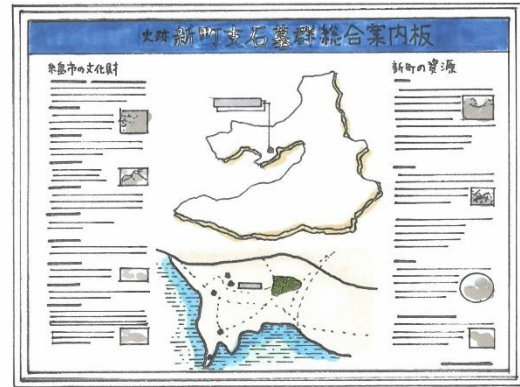 史跡 新町支石墓群総合案内板
糸島市の文化財
新町の資源